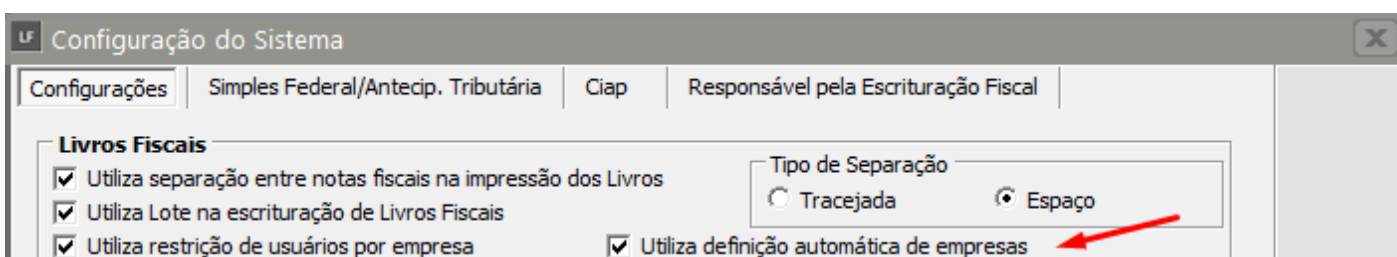 LF Configuração do Sistema
Configurações Simples Federal/Antecip. Tributária Ciap Responsável pela Escrituração Fiscal
Livros Fiscais
Tipo de Separação
Utiliza separação entre notas fiscais na impressão dos Livros
Tracejada Espaço
Utiliza Lote na escrituração de Livros Fiscais
Utiliza restrição de usuários por empresa Utiliza definição automática de empresas